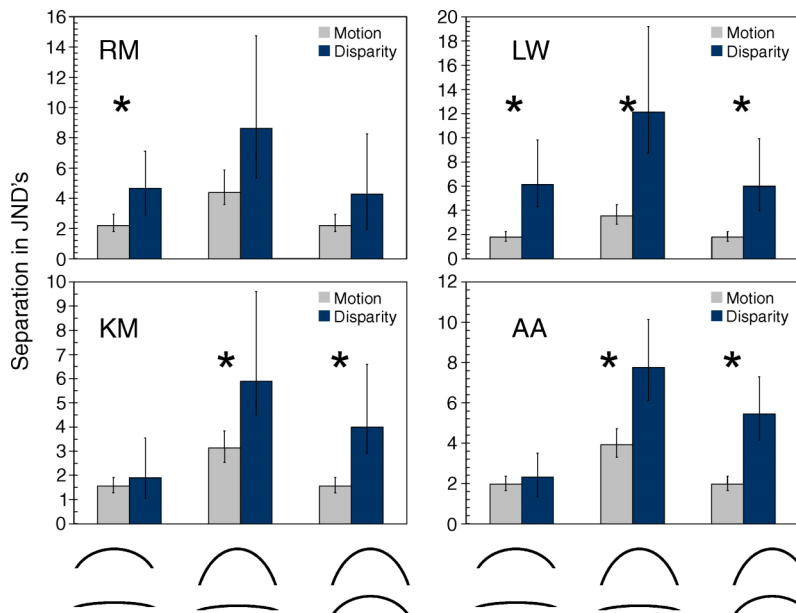 Separation in JND's
16
14
12
10
8
6
4
2
0
RM
Motion
Disparity
*
20
18
16
14
12
10
8
6
4
2
0
LW
Motion
Disparity
* * *
10
9
8
7
6
5
4
3
2
1
0
KM
Motion
Disparity
* *
12
10
8
6
4
2
0
AA
Motion
Disparity
* *